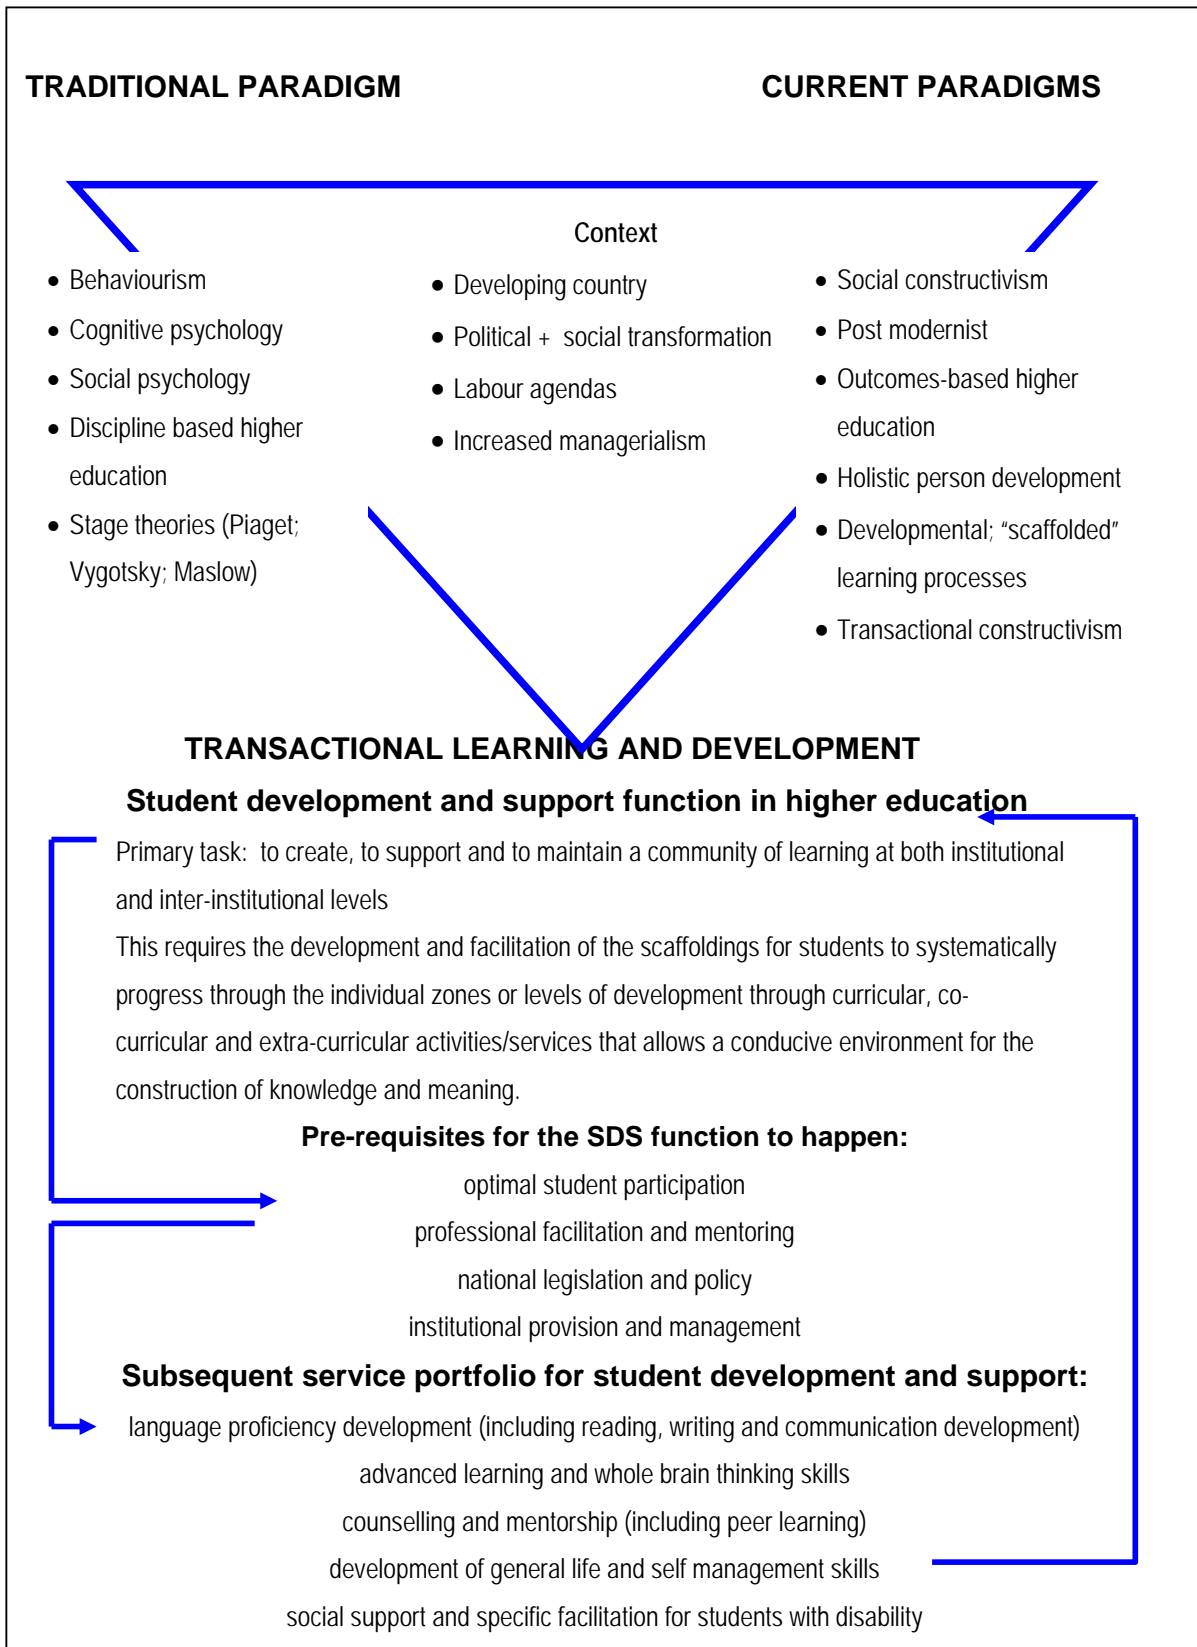 TRADITIONAL PARADIGM
CURRENT PARADIGMS
Context
• Behaviourism
• Cognitive psychology
• Social psychology
• Discipline based higher
education
• Stage theories (Piaget;
Vygotsky; Maslow)
• Developing country
• Political + social transformation
• Labour agendas
• Increased managerialism
• Social constructivism
• Post modernist
• Outcomes-based higher
education
• Holistic person development
• Developmental; “scaffolded”
learning processes
• Transactional constructivism
TRANSACTIONAL LEARNING AND DEVELOPMENT
Student development and support function in higher education
Primary task: to create, to support and to maintain a community of learning at both institutional
and inter-institutional levels
This requires the development and facilitation of the scaffoldings for students to systematically
progress through the individual zones or levels of development through curricular, co-
curricular and extra-curricular activities/services that allows a conducive environment for the
construction of knowledge and meaning.
Pre-requisites for the SDS function to happen:
optimal student participation
professional facilitation and mentoring
national legislation and policy
institutional provision and management
Subsequent service portfolio for student development and support:
language proficiency development (including reading, writing and communication development)
advanced learning and whole brain thinking skills
counselling and mentorship (including peer learning)
development of general life and self management skills
social support and specific facilitation for students with disability